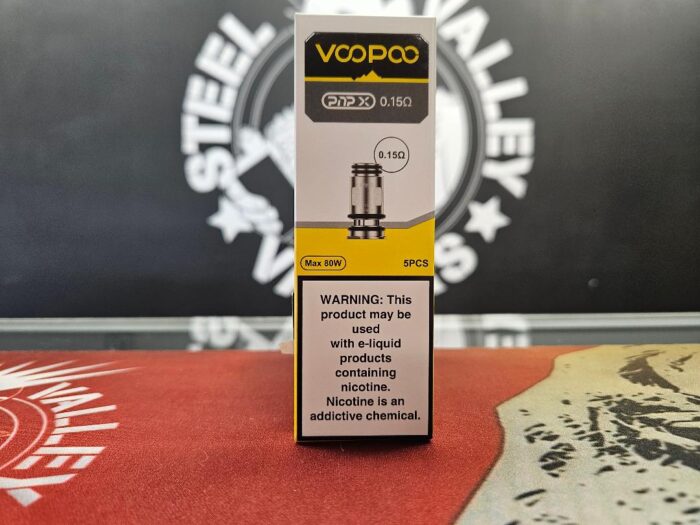 STEEL VALLEY
VOOPOO
PNP X 0.15Ω
0.15Ω
Max 80W
5PCS
WARNING: This
product may be
used
with e-liquid
products
containing
nicotine.
Nicotine is an
addictive chemical.
VALLEY